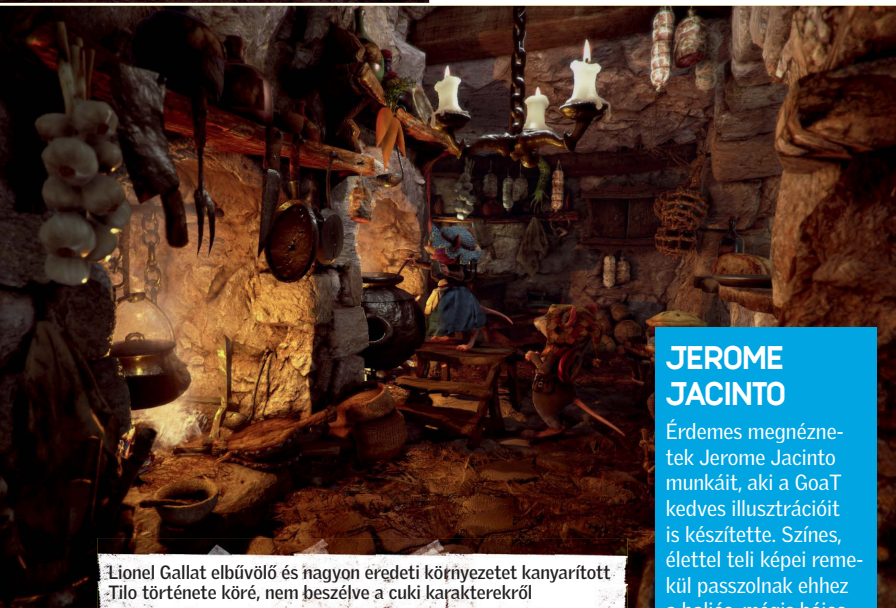 Lionel Gallat elbűvölő és nagyon eredeti környezetet kanyarított
Tilo története köré, nem beszélve a cuki karakterekről
JEROME
JACINTO
Érdemes megnézne-
tek Jerome Jacinto
munkáit, aki a GoaT
kedves illusztrációit
is készítette. Színes,
élettel teli képei reme-
kül passzolnak ehhez